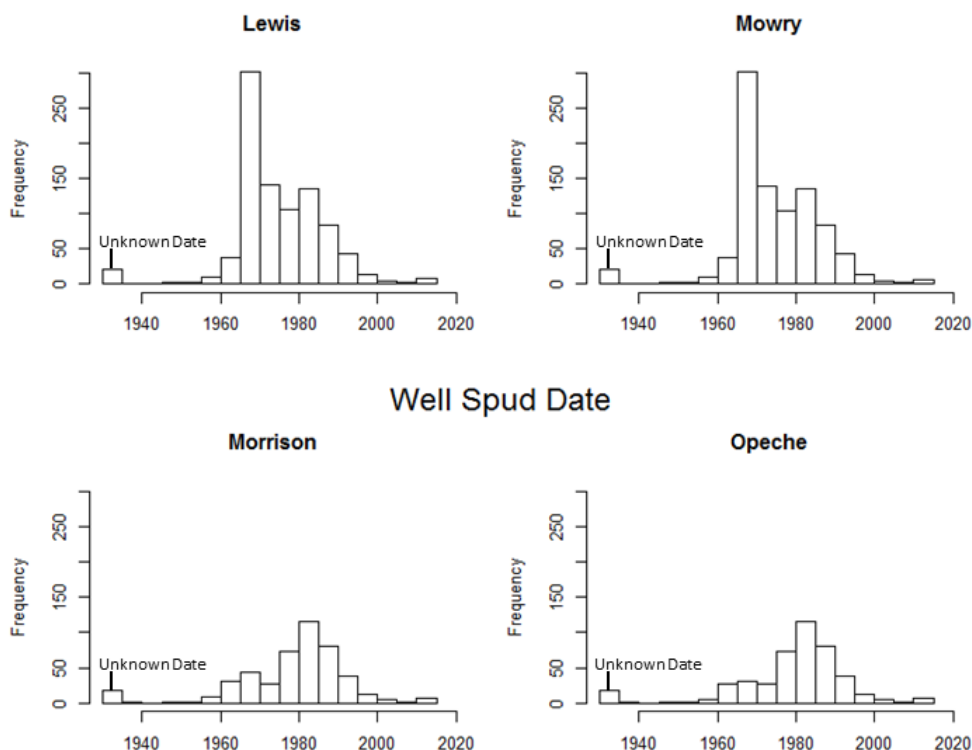 Lewis
Mowry
Frequency
250
150
50
0
Unknown Date
1940 1960 1980 2000 2020
Frequency
250
150
50
0
Unknown Date
1940 1960 1980 2000 2020
Well Spud Date
Morrison
Opeche
Frequency
250
150
50
0
Unknown Date
1940 1960 1980 2000 2020
Frequency
250
150
50
0
Unknown Date
1940 1960 1980 2000 2020